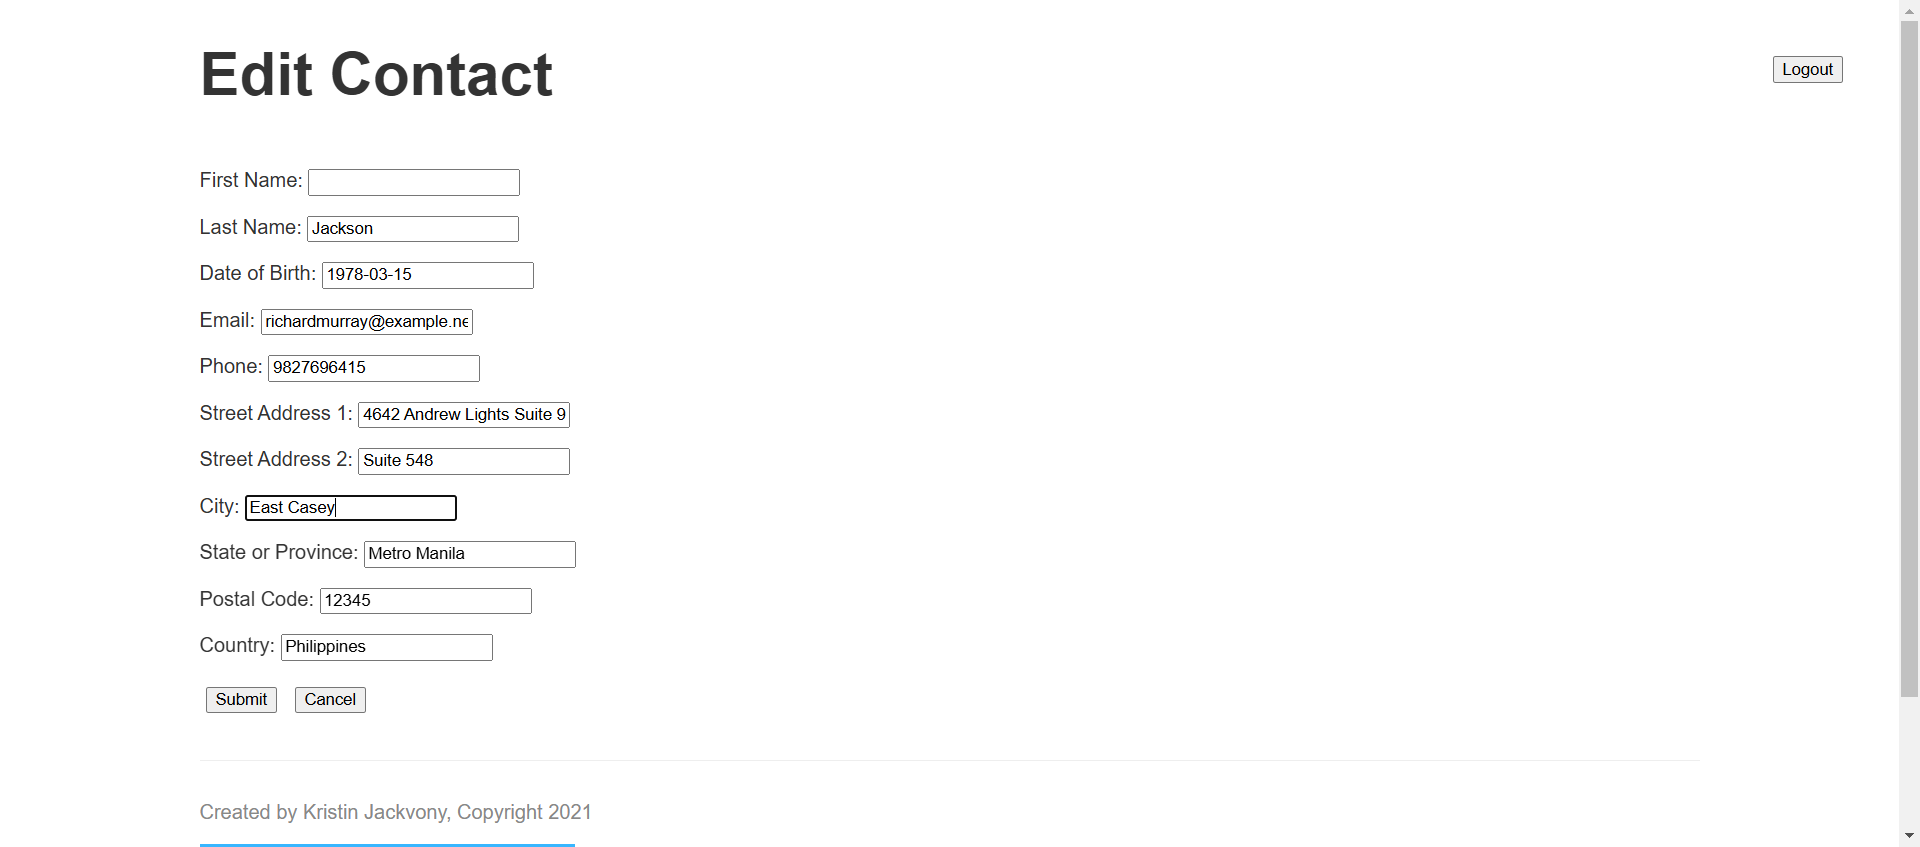 Edit Contact
Logout
First Name:
Last Name: Jackson
Date of Birth: 1978-03-15
Email: richardmurray@example.ne
Phone: 9827696415
Street Address 1: 4642 Andrew Lights Suite 9
Street Address 2: Suite 548
City: East Casey
State or Province: Metro Manila
Postal Code: 12345
Country: Philippines
Submit Cancel
Created by Kristin Jackvony, Copyright 2021